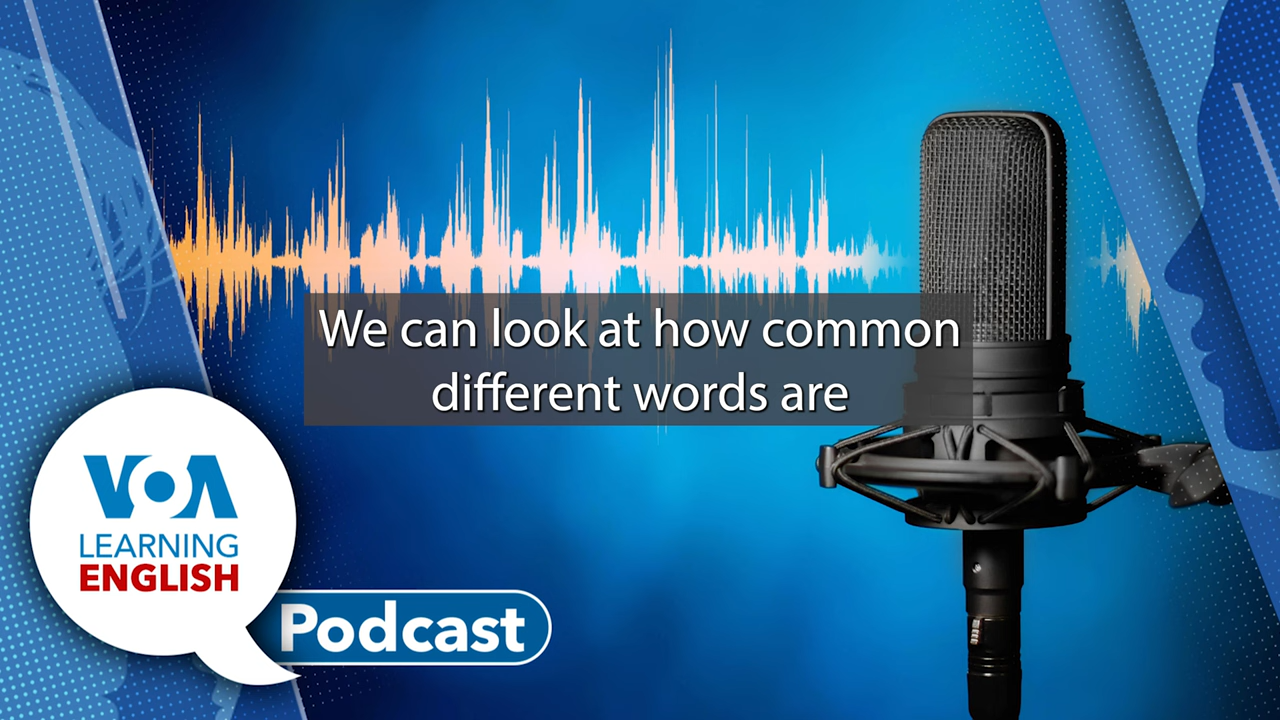 We can look at how common
different words are
VOA
LEARNING
ENGLISH
Podcast